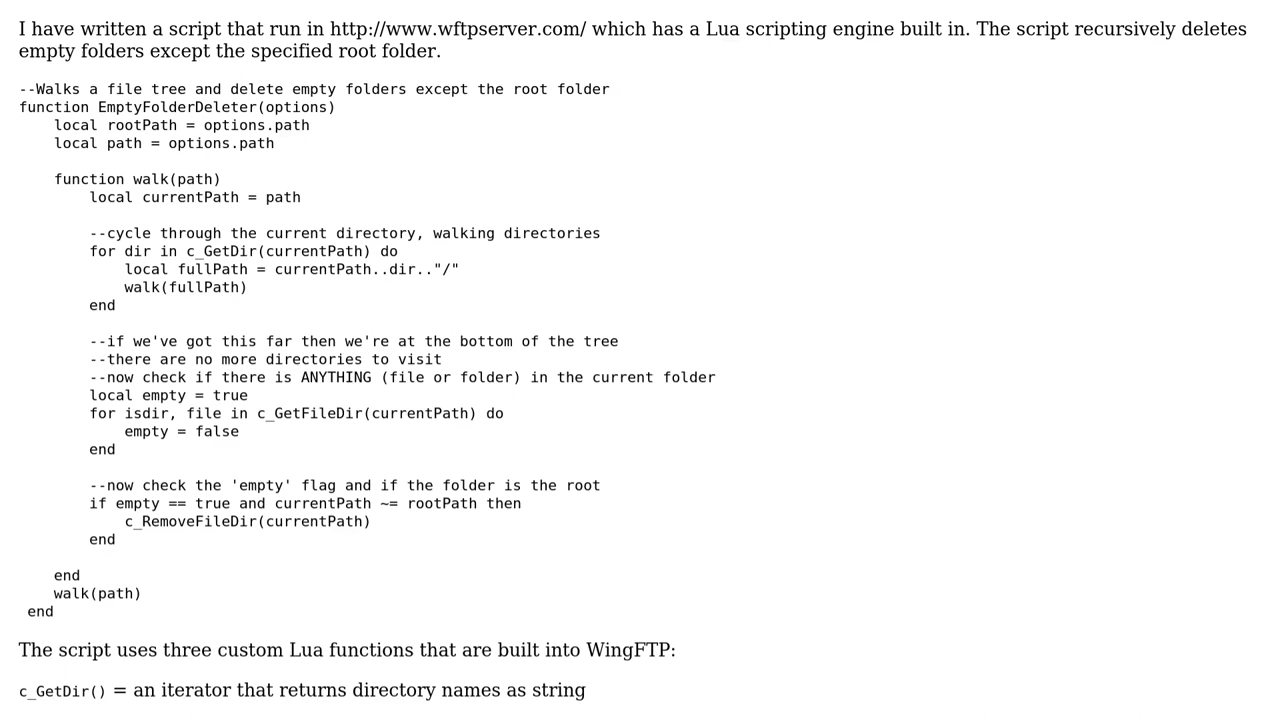 I have written a script that run in http://www.wftpserver.com/ which has a Lua scripting engine built in. The script recursively deletes
empty folders except the specified root folder.
--Walks a file tree and delete empty folders except the root folder
function EmptyFolderDeleter(options)
    local rootPath = options.path
    local path = options.path

    function walk(path)
        local currentPath = path

        --cycle through the current directory, walking directories
        for dir in c_GetDir(currentPath) do
            local fullPath = currentPath..dir.."/"
            walk(fullPath)
        end

        --if we've got this far then we're at the bottom of the tree
        --there are no more directories to visit
        --now check if there is ANYTHING (file or folder) in the current folder
        local empty = true
        for isdir, file in c_GetFileDir(currentPath) do
            empty = false
        end

        --now check the 'empty' flag and if the folder is the root
        if empty == true and currentPath ~= rootPath then
            c_RemoveFileDir(currentPath)
        end

    end
    walk(path)
 end
The script uses three custom Lua functions that are built into WingFTP:
c_GetDir() = an iterator that returns directory names as string